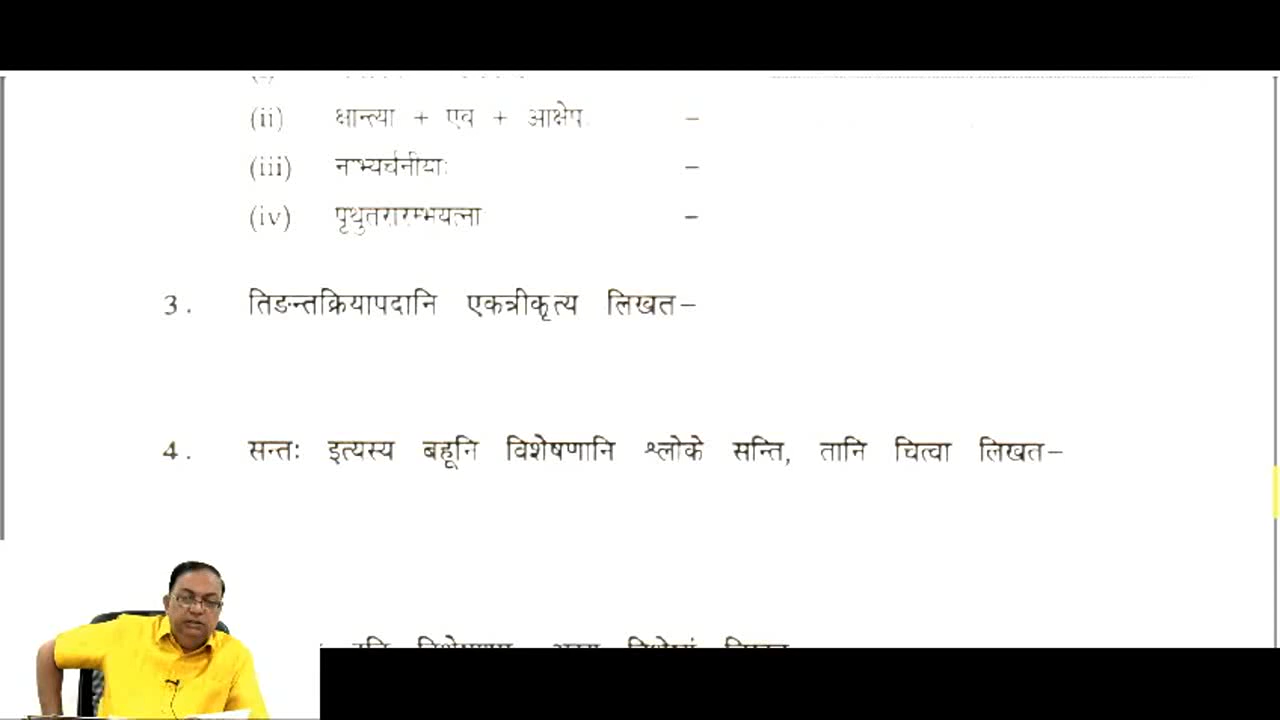 (ii) क्षान्त्या + एव + आक्षेप. –
(iii) नाभ्यर्चनीयाः –
(iv) पृथुतरारम्भयत्ना –
3. तिङन्तक्रियापदानि एकत्रीकृत्य लिखत–
4. सन्तः इत्यस्य बहूनि विशेषणानि श्लोके सन्ति, तानि चित्वा लिखत–